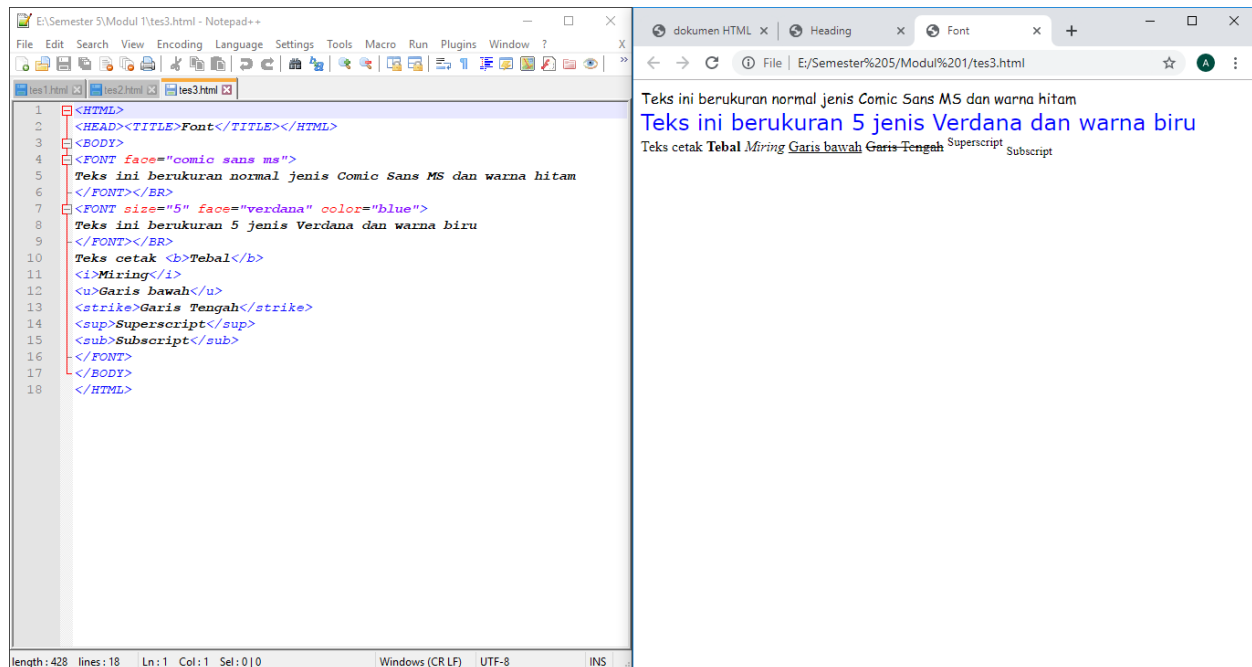 E:\Semester 5\Modul 1\tes3.html - Notepad++
File Edit Search View Encoding Language Settings Tools Macro Run Plugins Window ? X
tes1.html tes2.html tes3.html
1 <HTML>
2 <HEAD><TITLE>Font</TITLE></HTML>
3 <BODY>
4 <FONT face="comic sans ms">
5 Teks ini berukuran normal jenis Comic Sans MS dan warna hitam
6 </FONT></BR>
7 <FONT size="5" face="verdana" color="blue">
8 Teks ini berukuran 5 jenis Verdana dan warna biru
9 </FONT></BR>
10 Teks cetak <b>Tebal</b>
11 <i>Miring</i>
12 <u>Garis bawah</u>
13 <strike>Garis Tengah</strike>
14 <sup>Superscript</sup>
15 <sub>Subscript</sub>
16 </FONT>
17 </BODY>
18 </HTML>
length : 428 lines : 18 Ln : 1 Col : 1 Sel : 0 | 0 Windows (CR LF) UTF-8 INS
dokumen HTML Heading Font
File E:/Semester%205/Modul%201/tes3.html A
Teks ini berukuran normal jenis Comic Sans MS dan warna hitam
Teks ini berukuran 5 jenis Verdana dan warna biru
Teks cetak Tebal Miring Garis bawah Garis Tengah Superscript Subscript